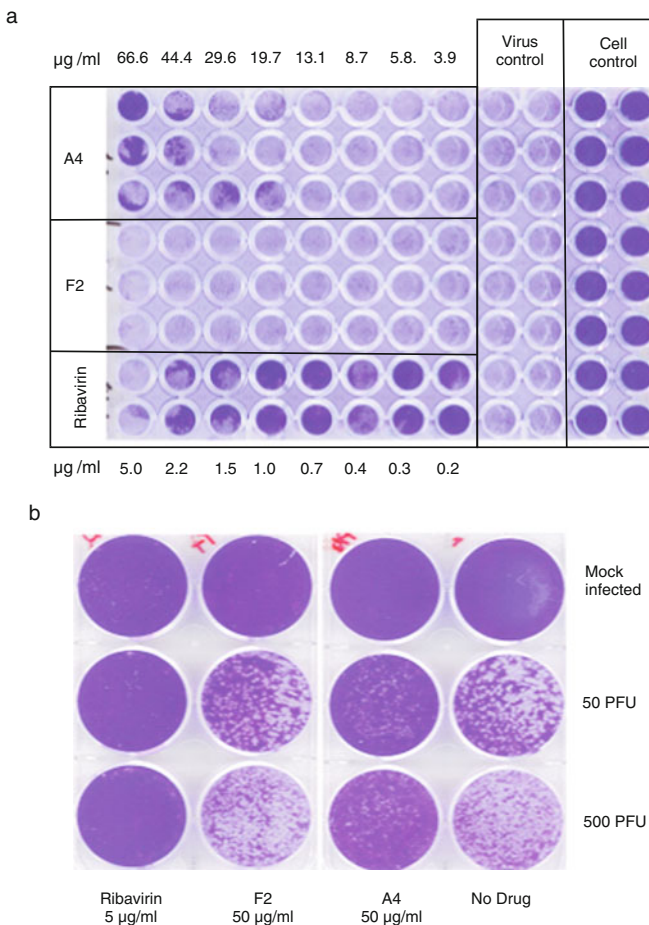 a
µg /ml 66.6 44.4 29.6 19.7 13.1 8.7 5.8. 3.9
Virus control
Cell control
A4
F2
Ribavirin
µg /ml 5.0 2.2 1.5 1.0 0.7 0.4 0.3 0.2
b
Mock infected
50 PFU
500 PFU
Ribavirin F2 A4 No Drug
5 µg/ml 50 µg/ml 50 µg/ml